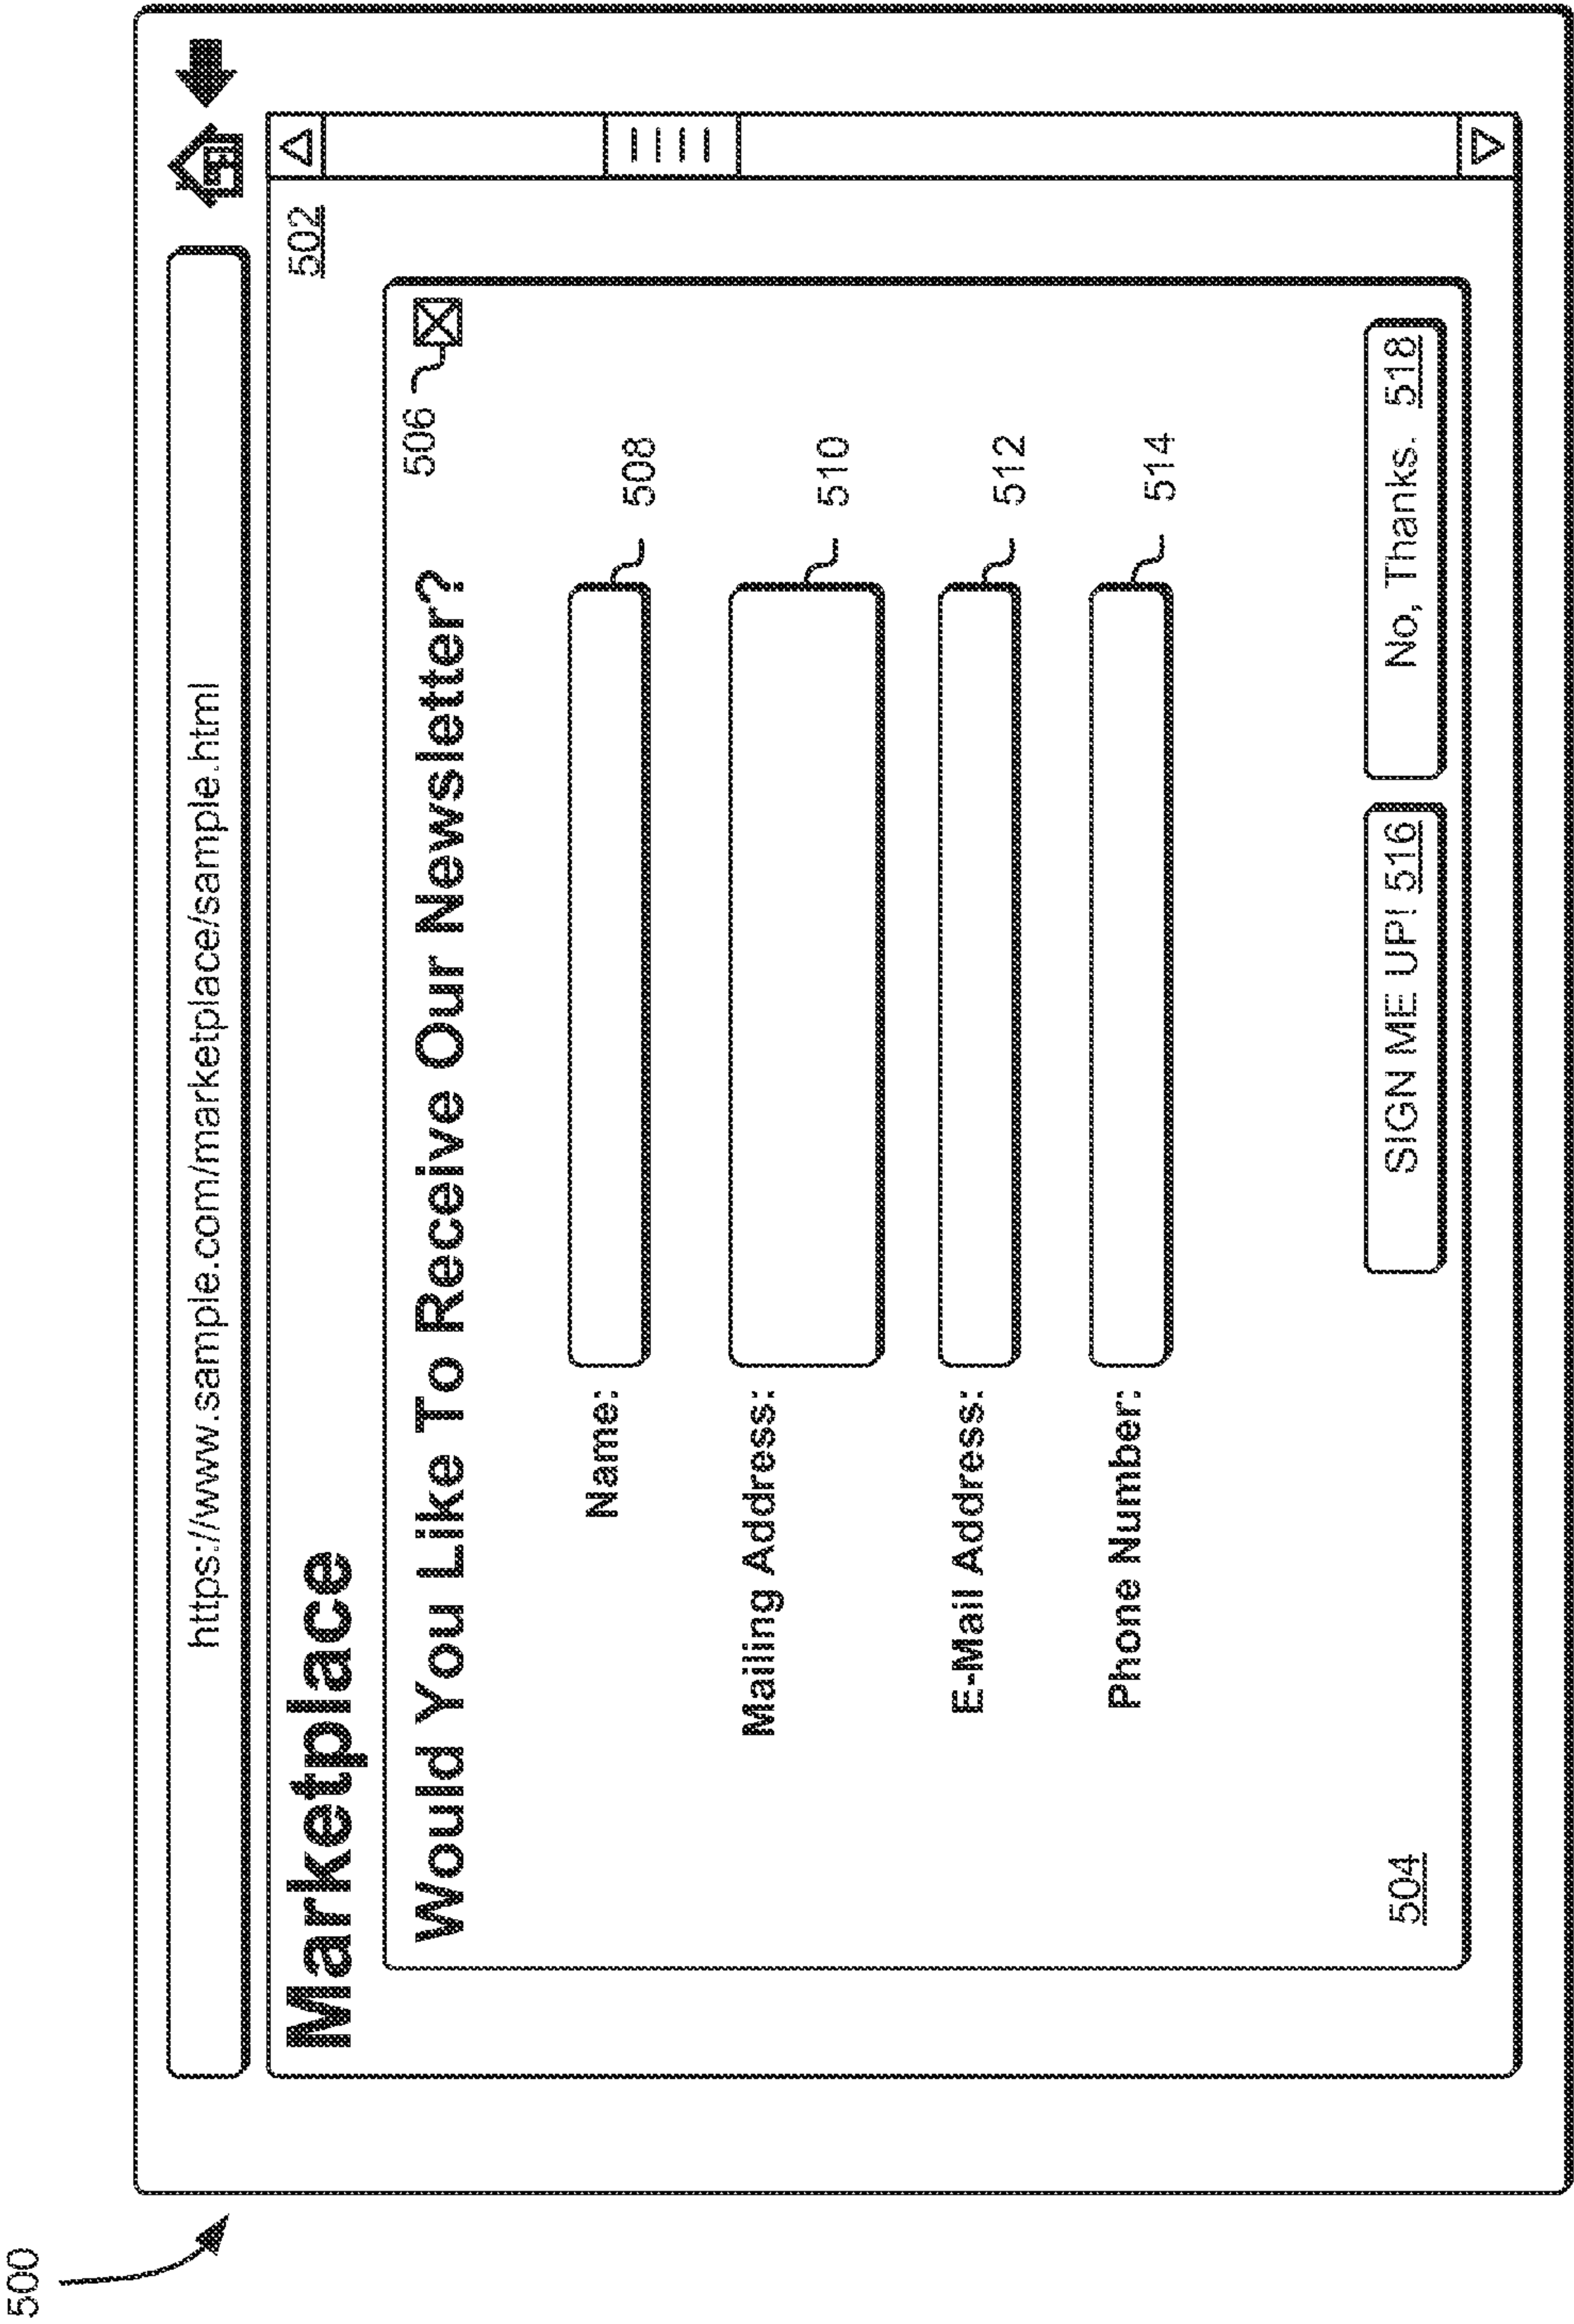 500
https://www.sample.com/marketplace/sample.html
Marketplace 502
Would You Like To Receive Our Newsletter? 506
Name: 508
Mailing Address: 510
E-Mail Address: 512
Phone Number: 514
504 SIGN ME UP! 516 No, Thanks. 518